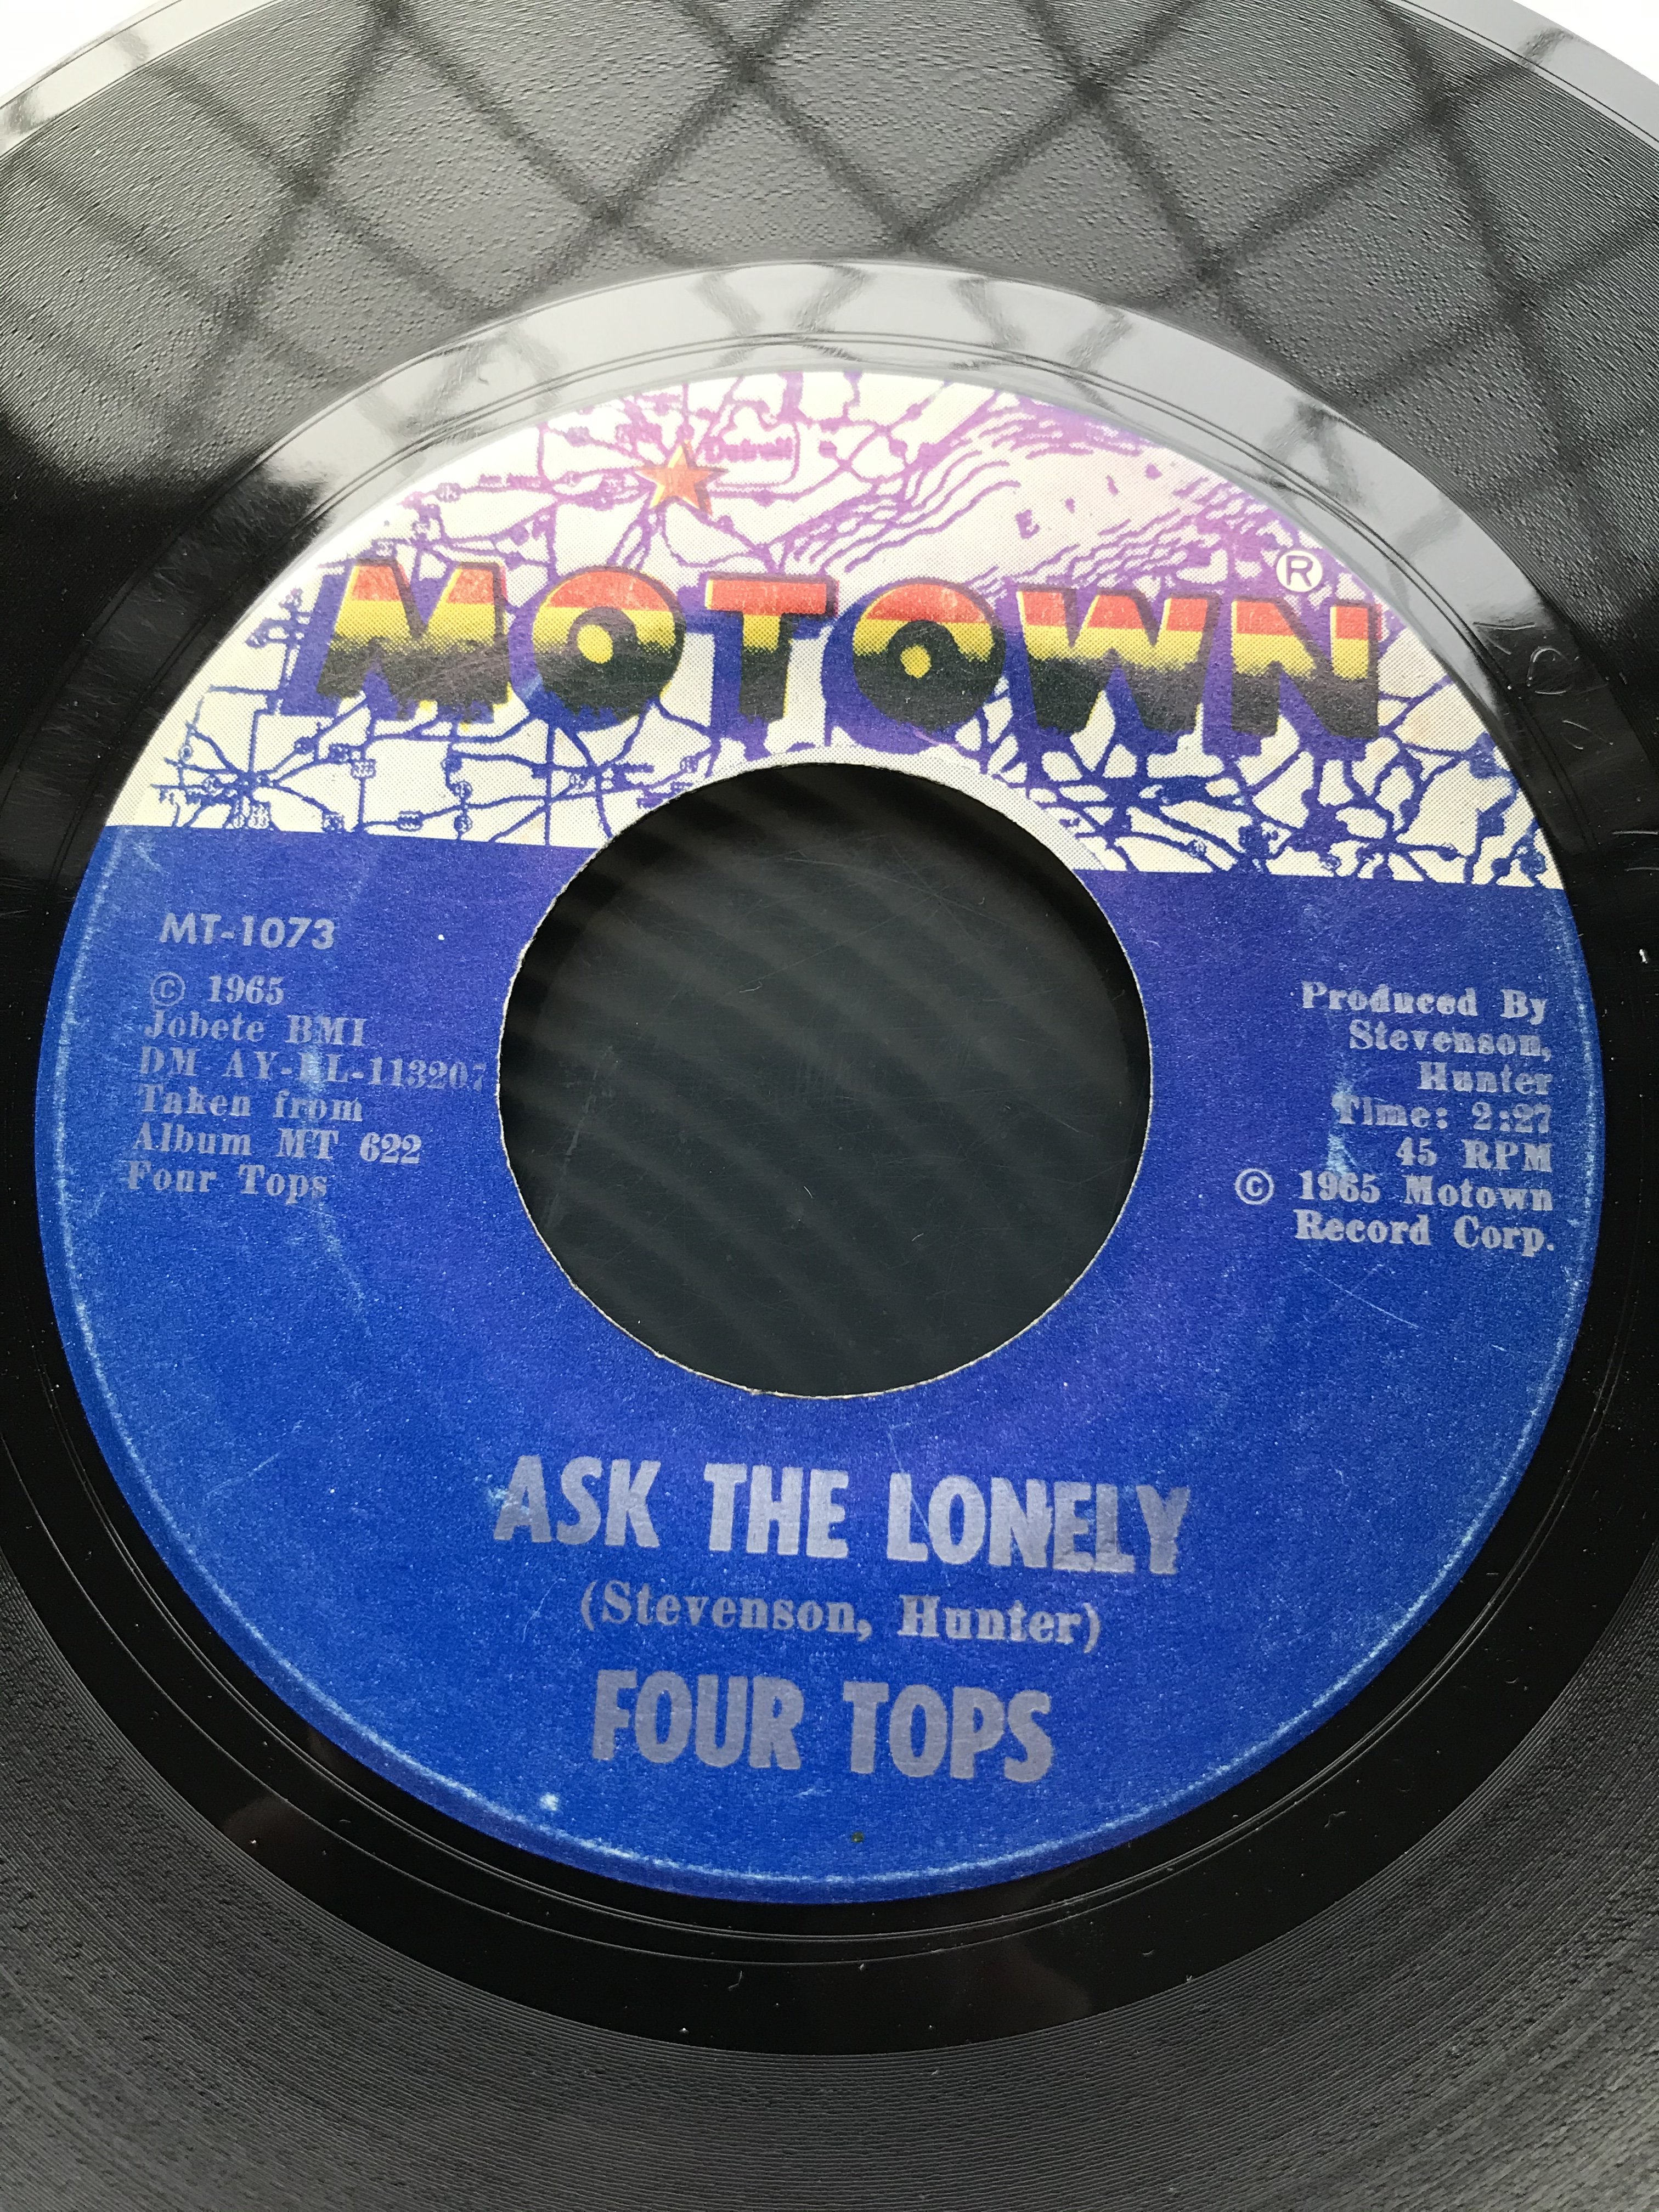 Detroit
E R I
MOTOWN ®
MT-1073
© 1965
Jobete BMI
Taken from
Album MT 622
Four Tops
Produced By
Stevenson,
Hunter
Time: 2:27
45 RPM
© 1965 Motown
Record Corp.
ASK THE LONELY
(Stevenson, Hunter)
FOUR TOPS